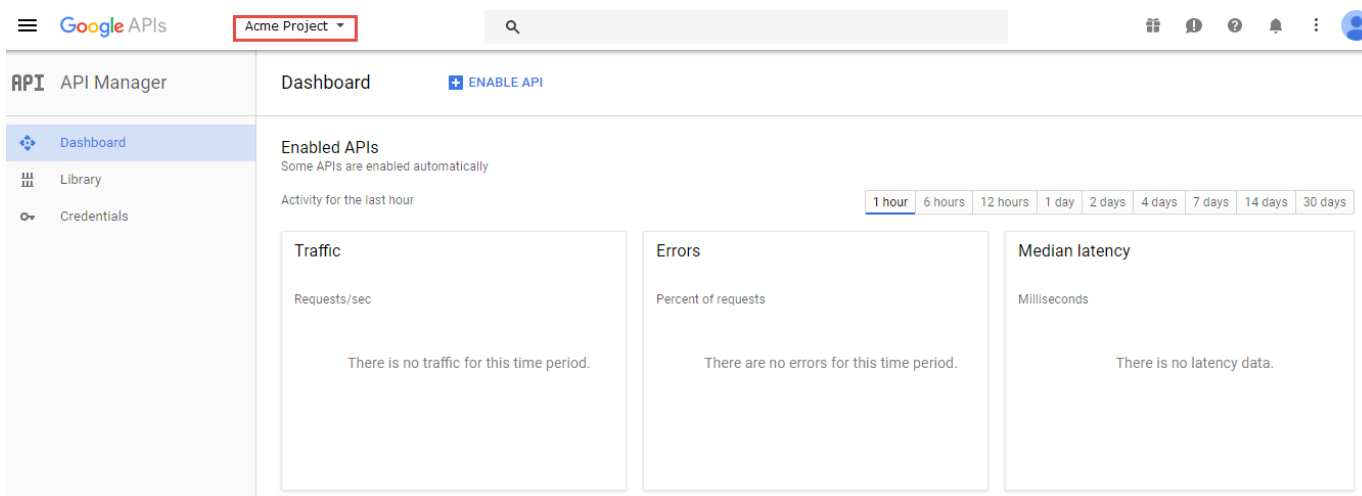 Google APIs
Acme Project
API API Manager
Dashboard
ENABLE API
Dashboard
Library
Credentials
Enabled APIs
Some APIs are enabled automatically
Activity for the last hour
1 hour 6 hours 12 hours 1 day 2 days 4 days 7 days 14 days 30 days
Traffic
Requests/sec
There is no traffic for this time period.
Errors
Percent of requests
There are no errors for this time period.
Median latency
Milliseconds
There is no latency data.